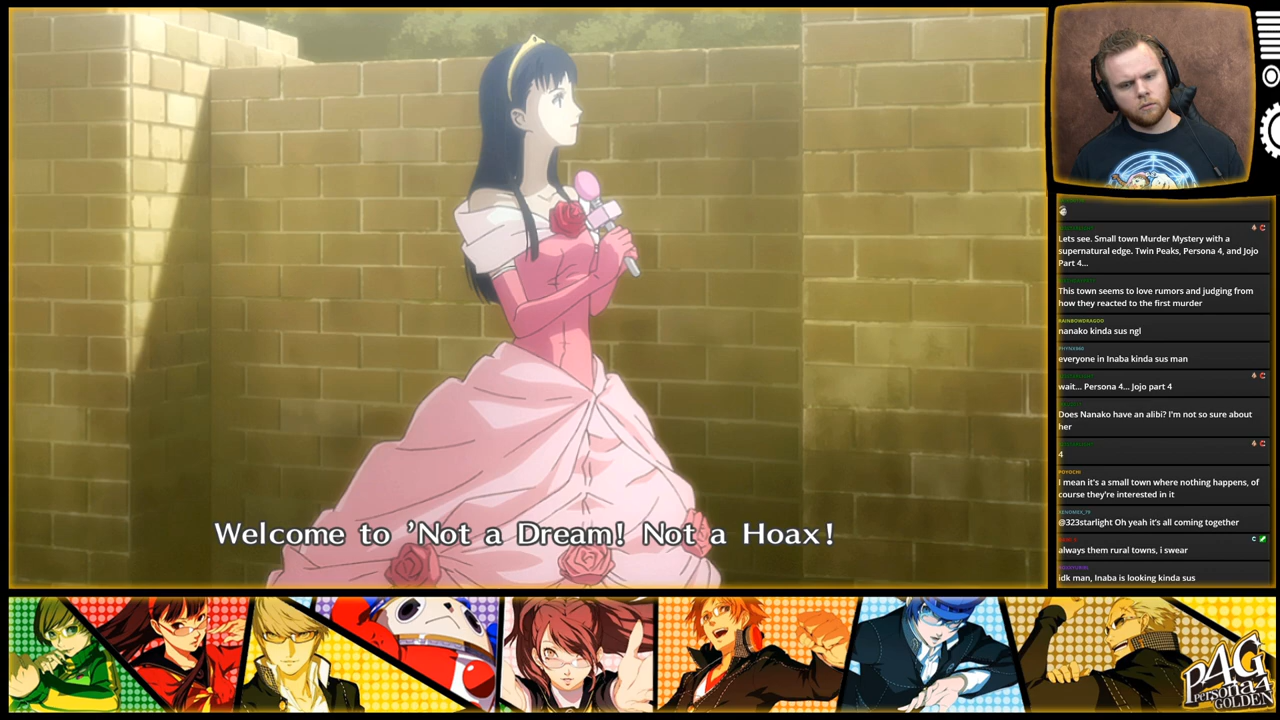 Welcome to 'Not a Dream! Not a Hoax!
Lets see. Small town Murder Mystery with a
supernatural edge. Twin Peaks, Persona 4, and Jojo
Part 4...
This town seems to love rumors and judging from
how they reacted to the first murder
RAINBOWDRAGOO
nanako kinda sus ngl
everyone in Inaba kinda sus man
wait... Persona 4... Jojo part 4
Does Nanako have an alibi? I'm not so sure about
her
4
POYOCHI
I mean it's a small town where nothing happens, of
course they're interested in it
@323starlight Oh yeah it's all coming together
always them rural towns, i swear
idk man, Inaba is looking kinda sus
P4G
Persona4
GOLDEN